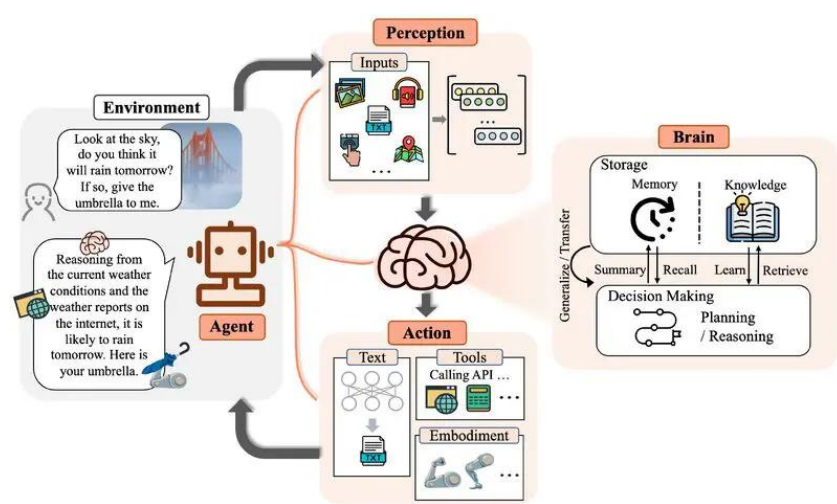 Environment
Look at the sky,
do you think it
will rain tomorrow?
If so, give the
umbrella to me.
Reasoning from
the current weather
conditions and the
weather reports on
the internet, it is
likely to rain
tomorrow. Here is
your umbrella.
Agent
Perception
Inputs
TXT
...
...
Action
Text
TXT
Tools
Calling API ...
...
Embodiment
...
Brain
Storage
Memory
Knowledge
Generalize / Transfer
Summary
Recall
Learn
Retrieve
Decision Making
Planning
/ Reasoning